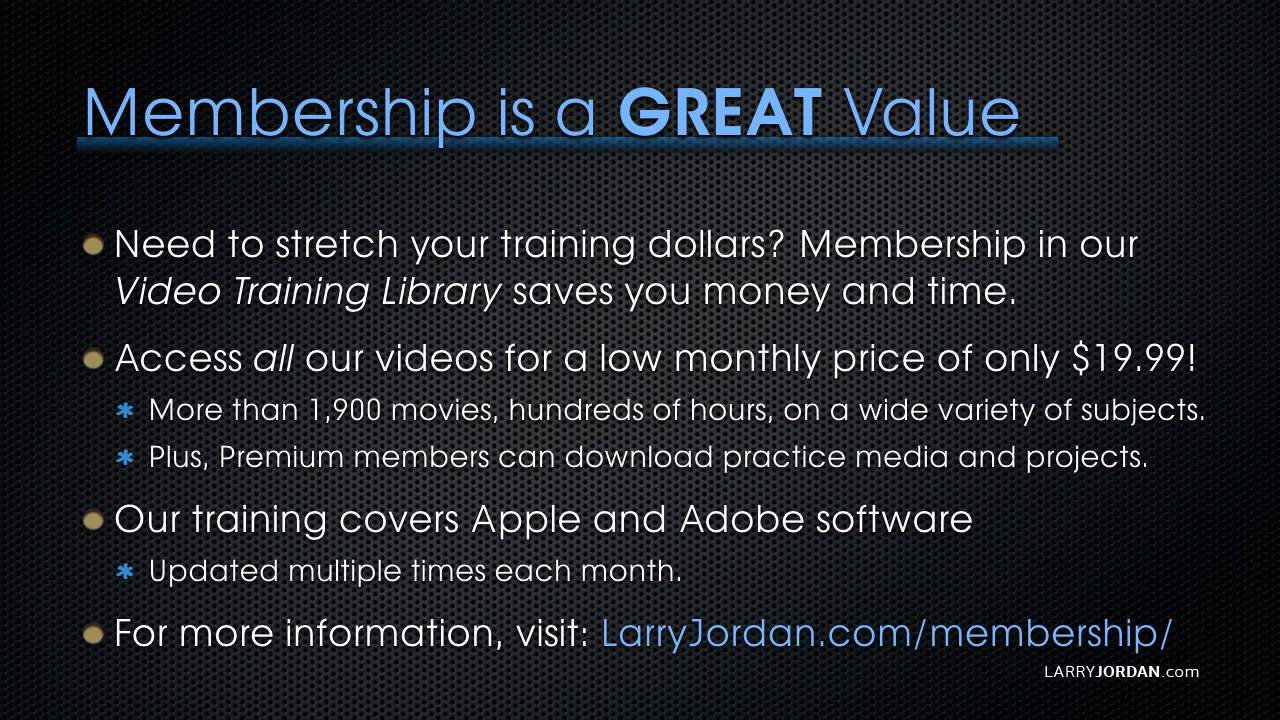 Membership is a GREAT Value
Need to stretch your training dollars? Membership in our
Video Training Library saves you money and time.
Access all our videos for a low monthly price of only $19.99!
More than 1,900 movies, hundreds of hours, on a wide variety of subjects.
Plus, Premium members can download practice media and projects.
Our training covers Apple and Adobe software
Updated multiple times each month.
For more information, visit: LarryJordan.com/membership/
LARRYJORDAN.com